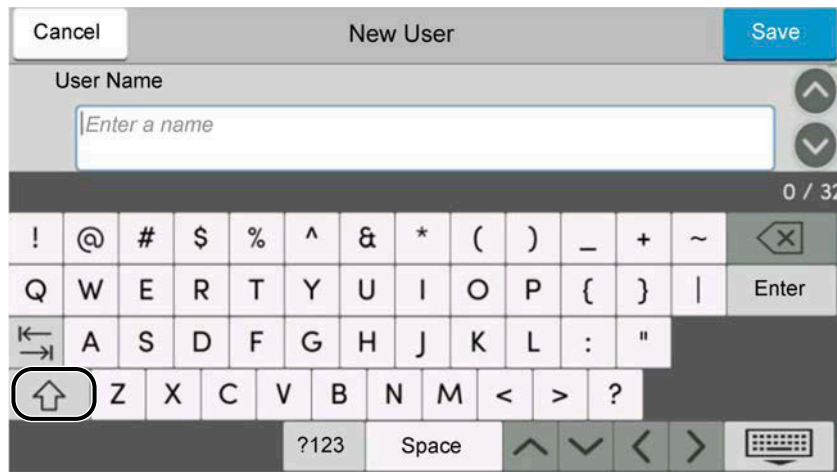 Cancel New User Save
User Name
Enter a name
0 / 32
! @ # $ % ^ & * ( ) _ + ~
Q W E R T Y U I O P { } | Enter
A S D F G H J K L : "
Z X C V B N M < > ?
?123 Space